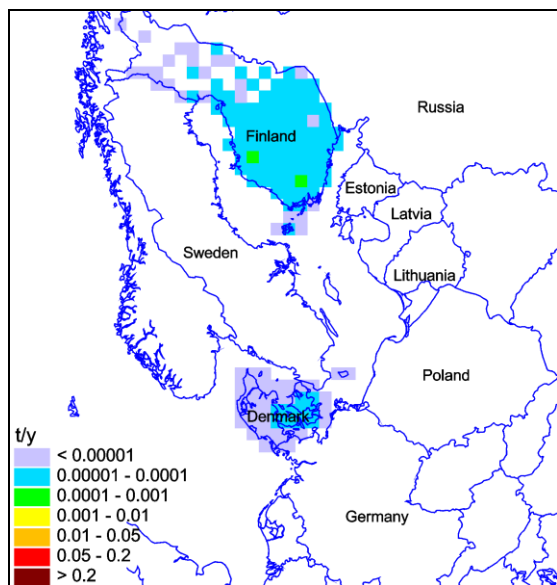 Russia
Finland
Estonia
Latvia
Sweden
Lithuania
Poland
Denmark
Germany
t/y
< 0.00001
0.00001 - 0.0001
0.0001 - 0.001
0.001 - 0.01
0.01 - 0.05
0.05 - 0.2
> 0.2